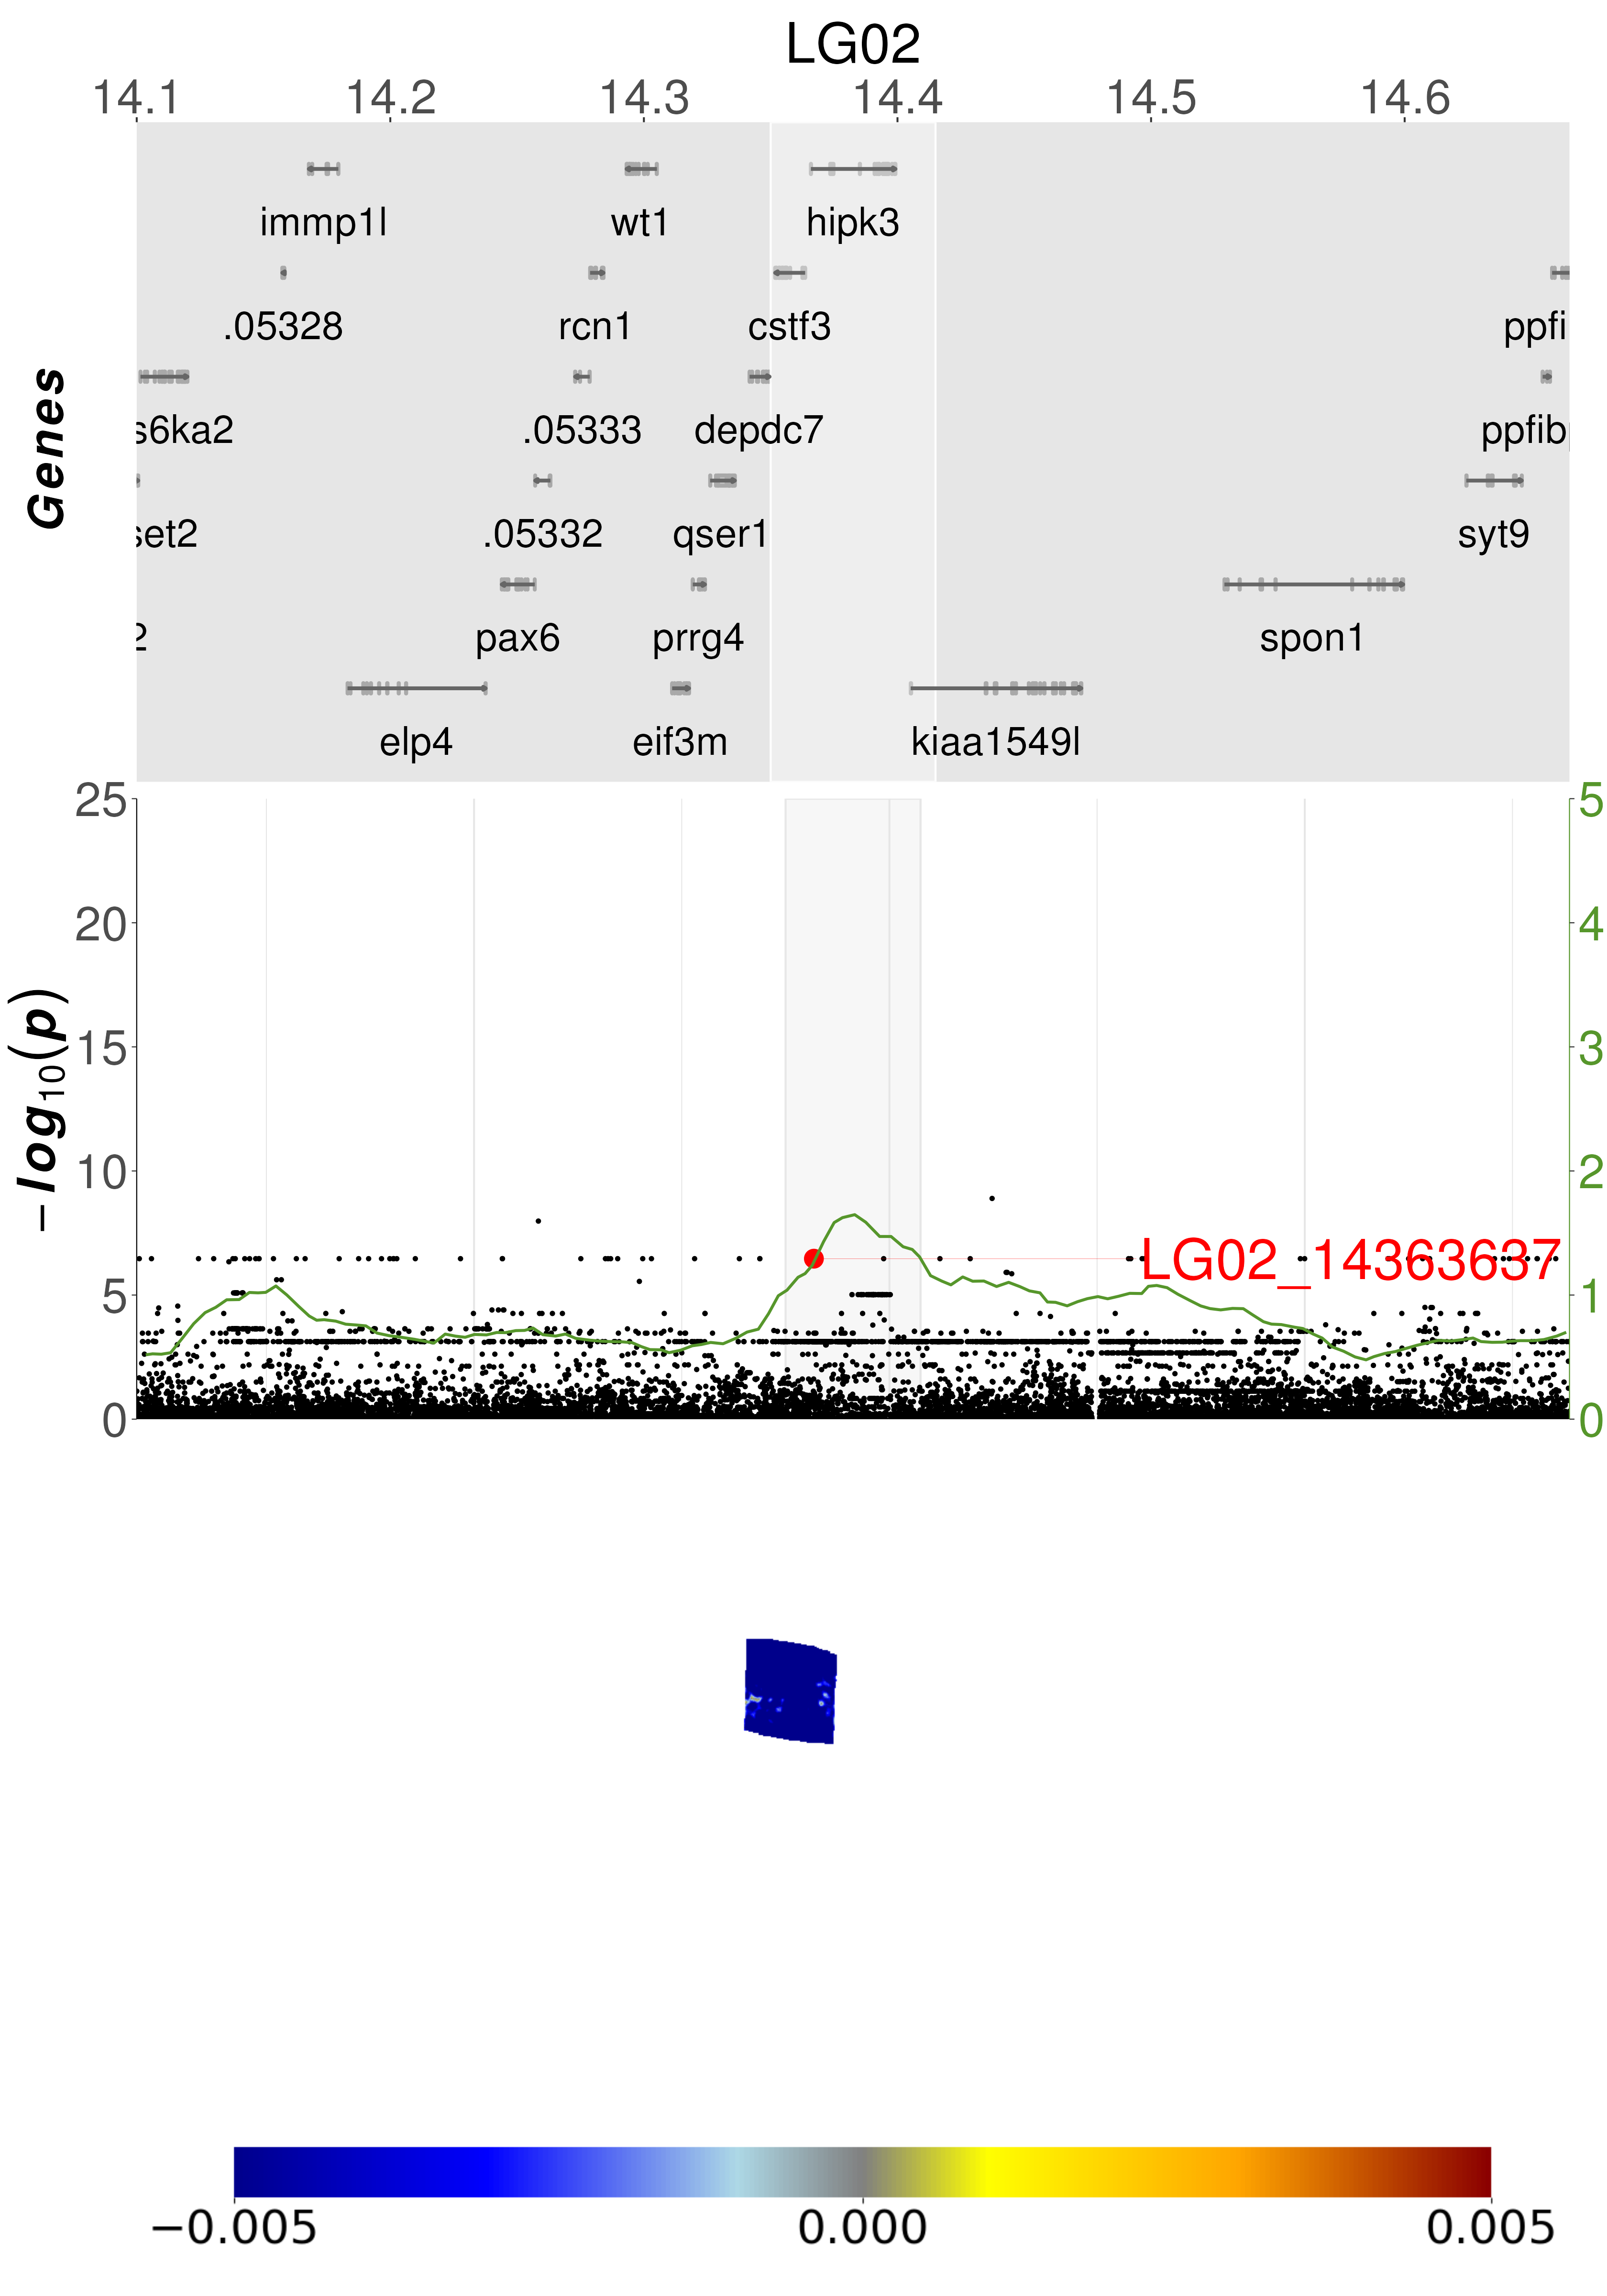 LG02
14.1 14.2 14.3 14.4 14.5 14.6
Genes
immp1l wt1 hipk3
.05328 rcn1 cstf3 ppfi
s6ka2 .05333 depdc7 ppfib
set2 .05332 qser1 syt9
2 pax6 prrg4 spon1
elp4 eif3m kiaa1549l
−log10(p)
25 5
20 4
15 3
10 2
LG02_14363637
5 1
0 0
−0.005 0.000 0.005